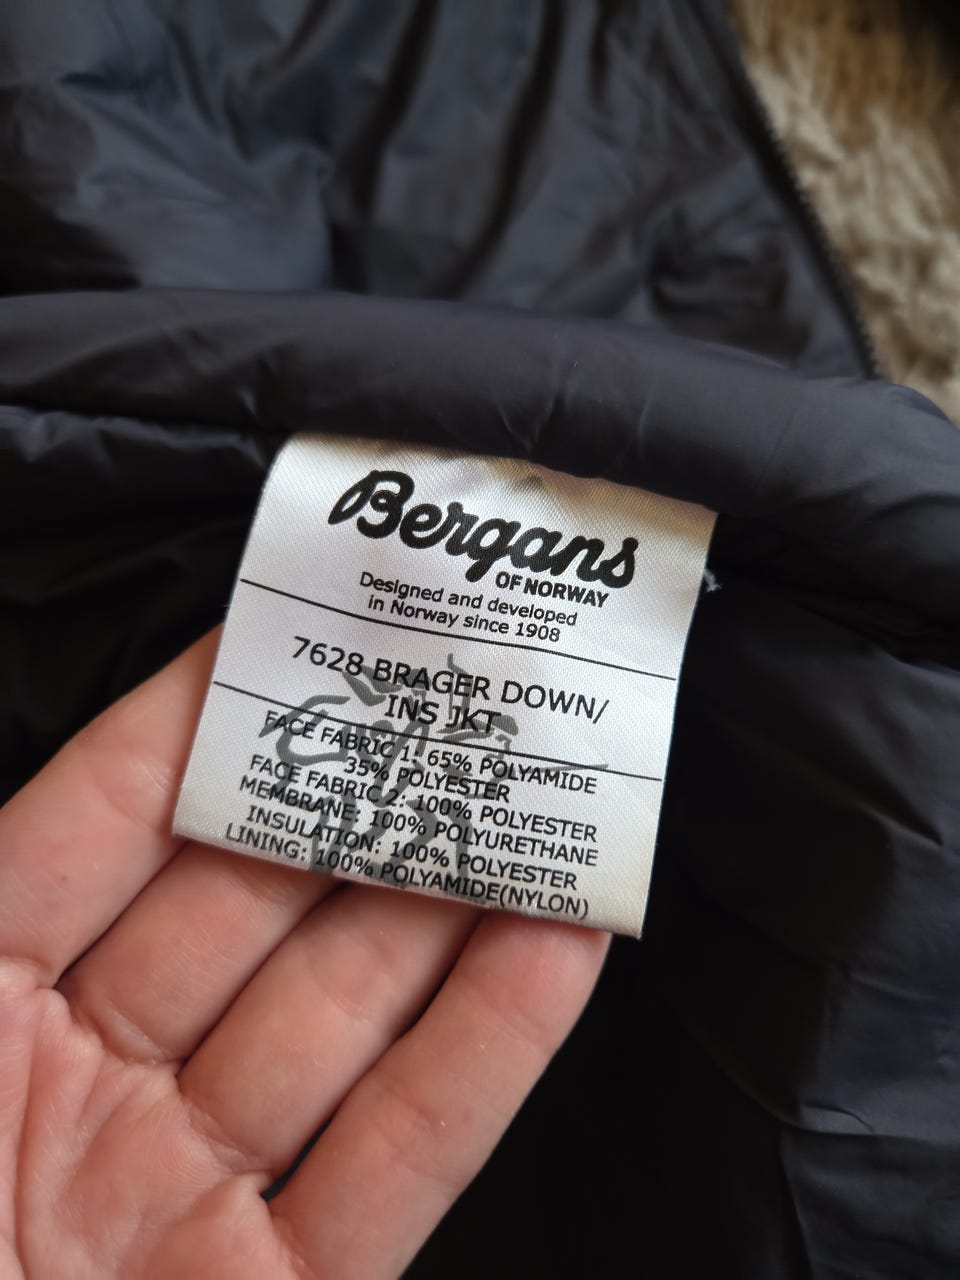 Bergans
OF NORWAY
Designed and developed
in Norway since 1908
7628 BRAGER DOWN/
INS JKT
FACE FABRIC 1: 65% POLYAMIDE
35% POLYESTER
FACE FABRIC 2: 100% POLYESTER
MEMBRANE: 100% POLYURETHANE
INSULATION: 100% POLYESTER
LINING: 100% POLYAMIDE(NYLON)